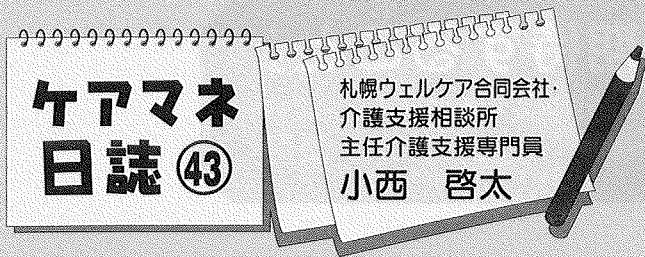 ケアマネ
日誌㊸
札幌ウェルケア合同会社・
介護支援相談所
主任介護支援専門員
小西 啓太